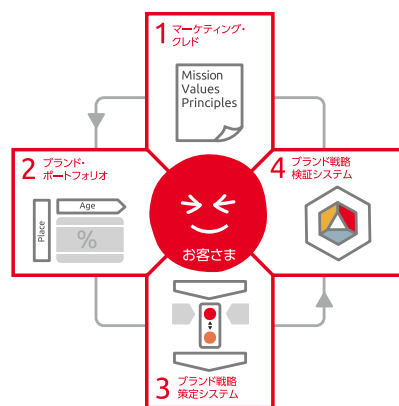 1 マーケティング・
クレド
Mission
Values
Principles
2 ブランド・
ポートフォリオ
Age
Place
%
お客さま
4 ブランド戦略
検証システム
3 ブランド戦略
策定システム